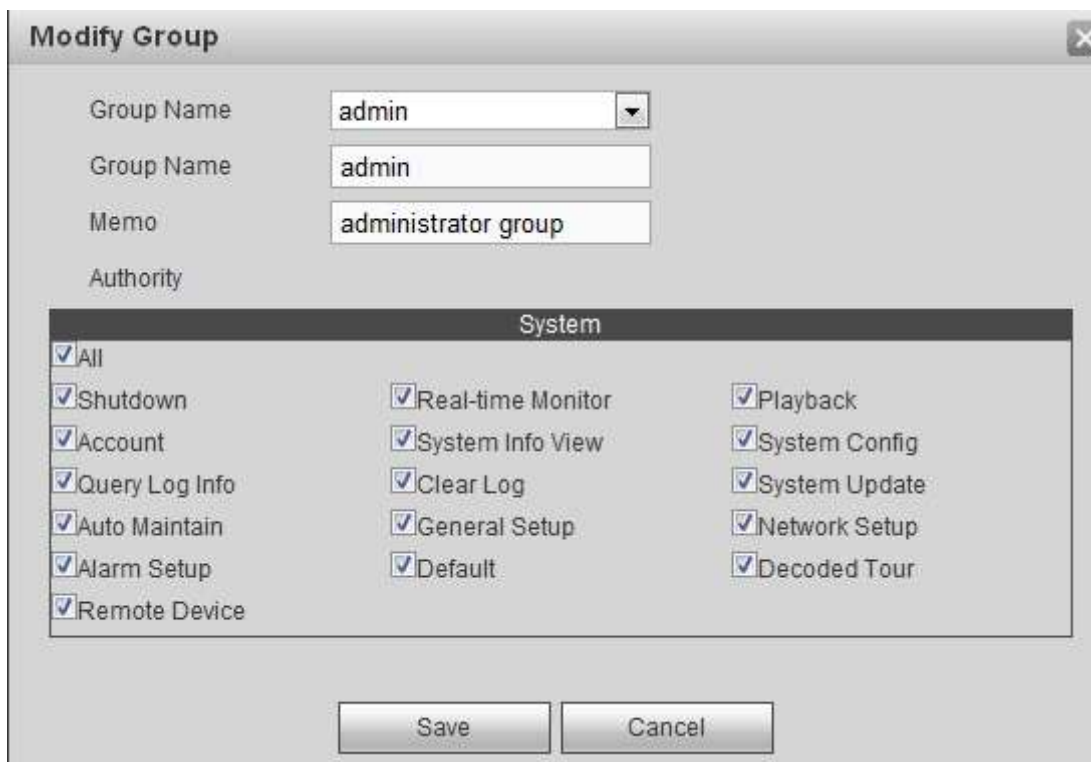 Modify Group
Group Name admin
Group Name admin
Memo administrator group
Authority
System
All
Shutdown Real-time Monitor Playback
Account System Info View System Config
Query Log Info Clear Log System Update
Auto Maintain General Setup Network Setup
Alarm Setup Default Decoded Tour
Remote Device
Save Cancel